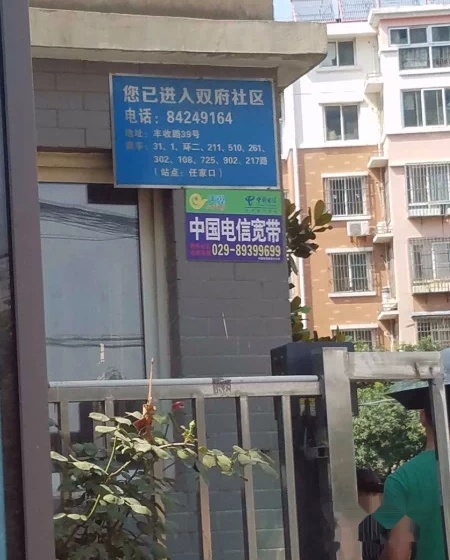 您已进入双府社区
电话：84249164
地址：丰收路39号
乘车：31、1、环二、211、510、261、
302、108、725、902、217路
（站点：任家口）
中国电信
中国电信宽带
029-89399699